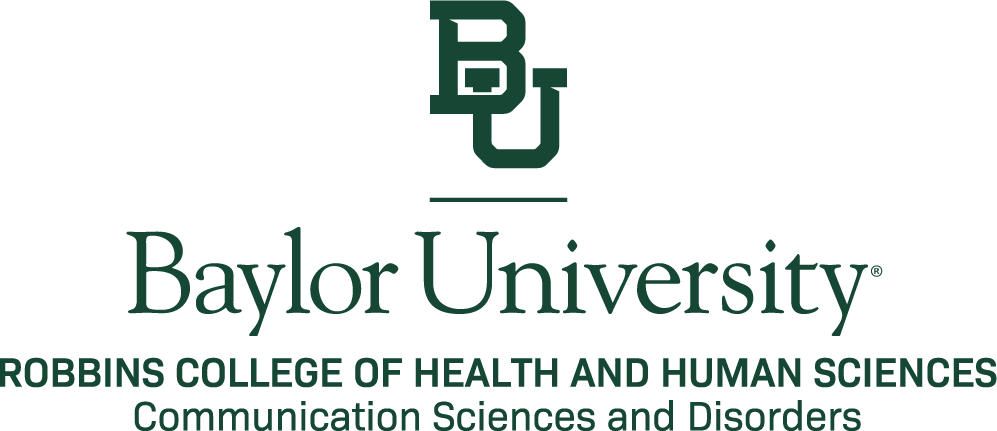 BU
Baylor University®
ROBBINS COLLEGE OF HEALTH AND HUMAN SCIENCES
Communication Sciences and Disorders